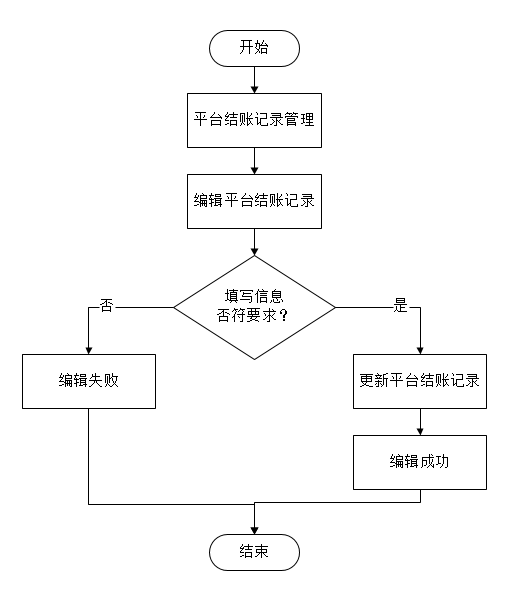 开始
平台结账记录管理
编辑平台结账记录
填写信息
否符要求？
否
是
编辑失败
更新平台结账记录
编辑成功
结束